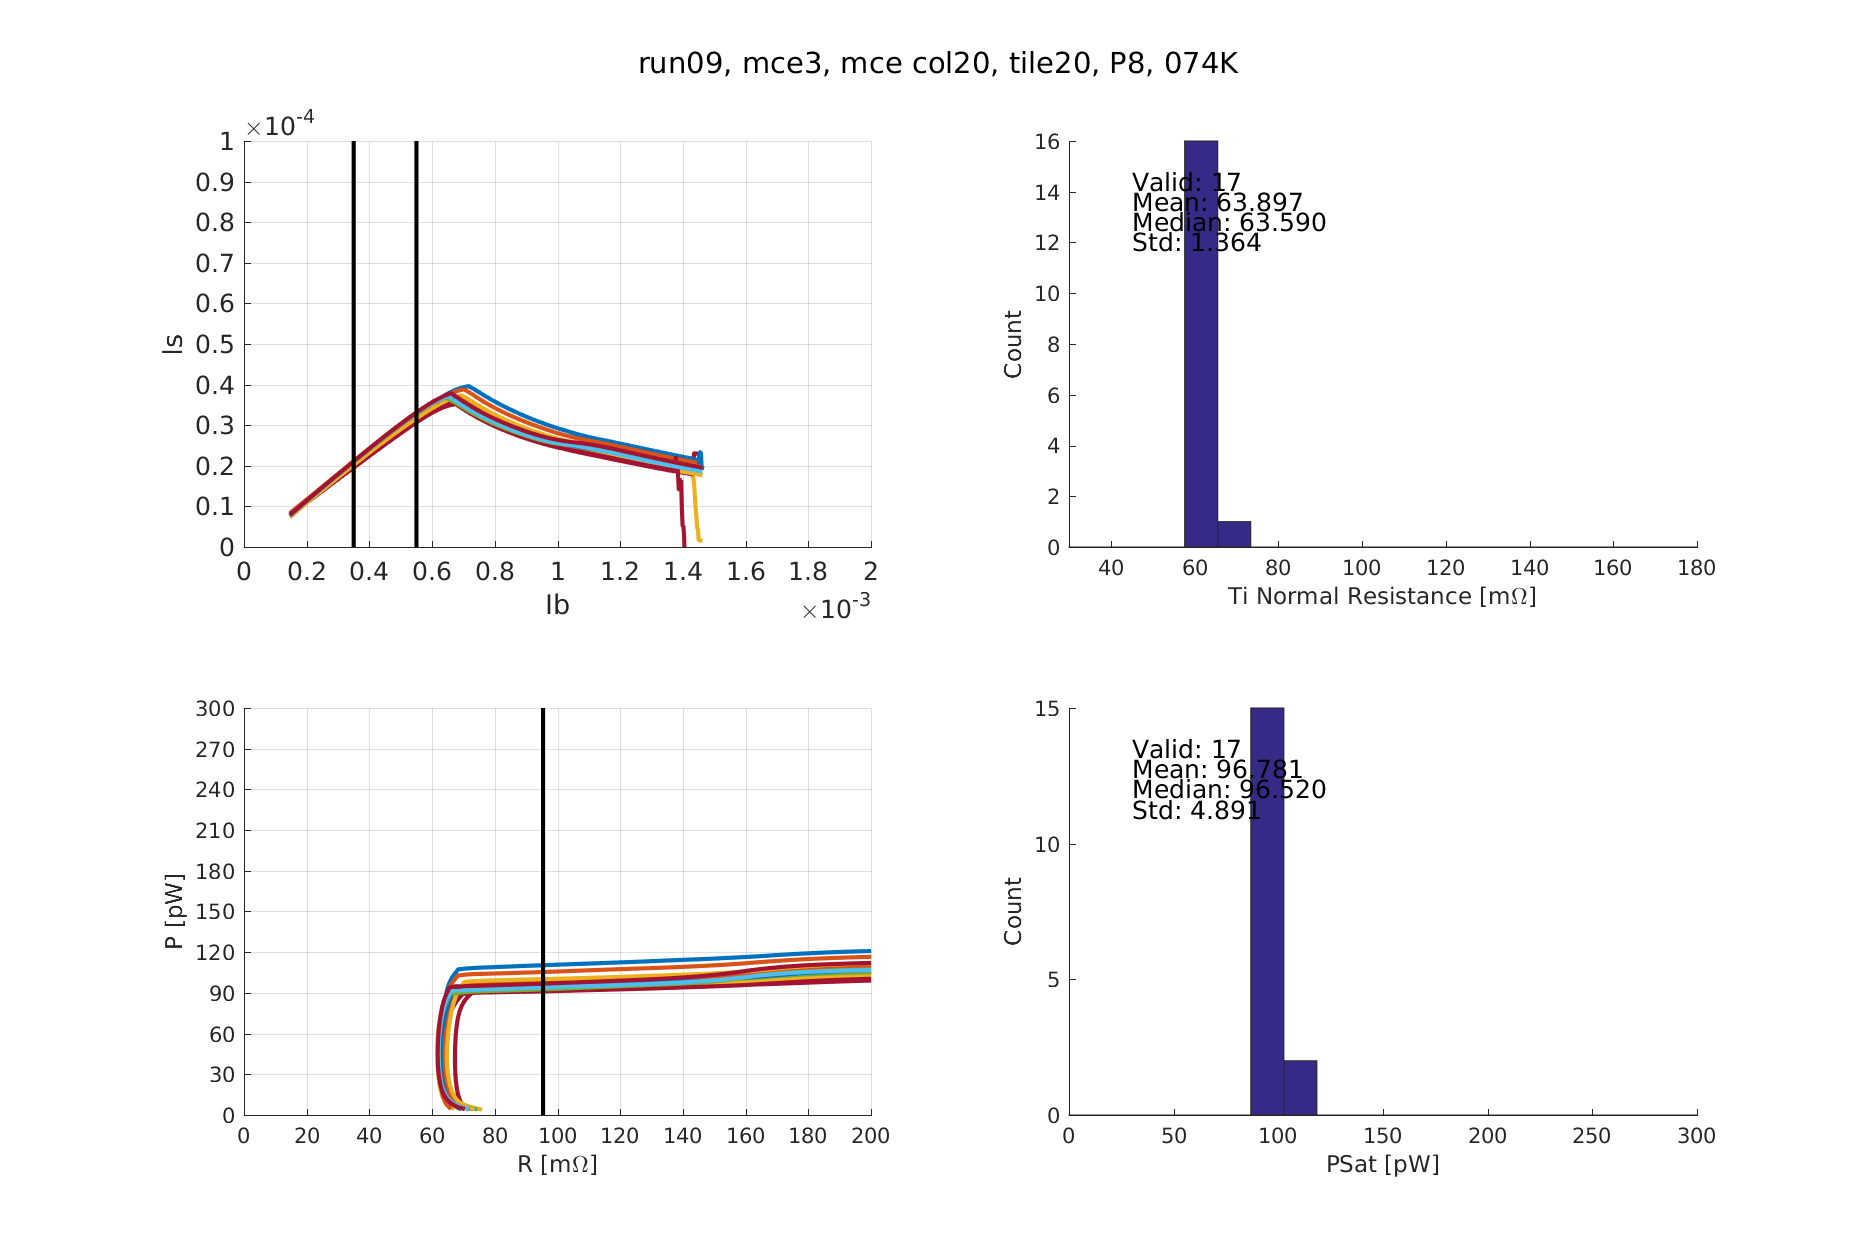 run09, mce3, mce col20, tile20, P8, 074K
×10-4
1
0.9
0.8
0.7
0.6
0.5
0.4
0.3
0.2
0.1
0
Is
0 0.2 0.4 0.6 0.8 1 1.2 1.4 1.6 1.8 2
Ib
×10-3
16
14
12
10
8
6
4
2
0
Count
Valid: 17
Mean: 63.897
Median: 63.590
Std: 1.364
40 60 80 100 120 140 160 180
Ti Normal Resistance [mΩ]
300
270
240
210
180
150
120
90
60
30
0
P [pW]
0 20 40 60 80 100 120 140 160 180 200
R [mΩ]
15
10
5
0
Count
Valid: 17
Mean: 96.781
Median: 96.520
Std: 4.891
0 50 100 150 200 250 300
PSat [pW]